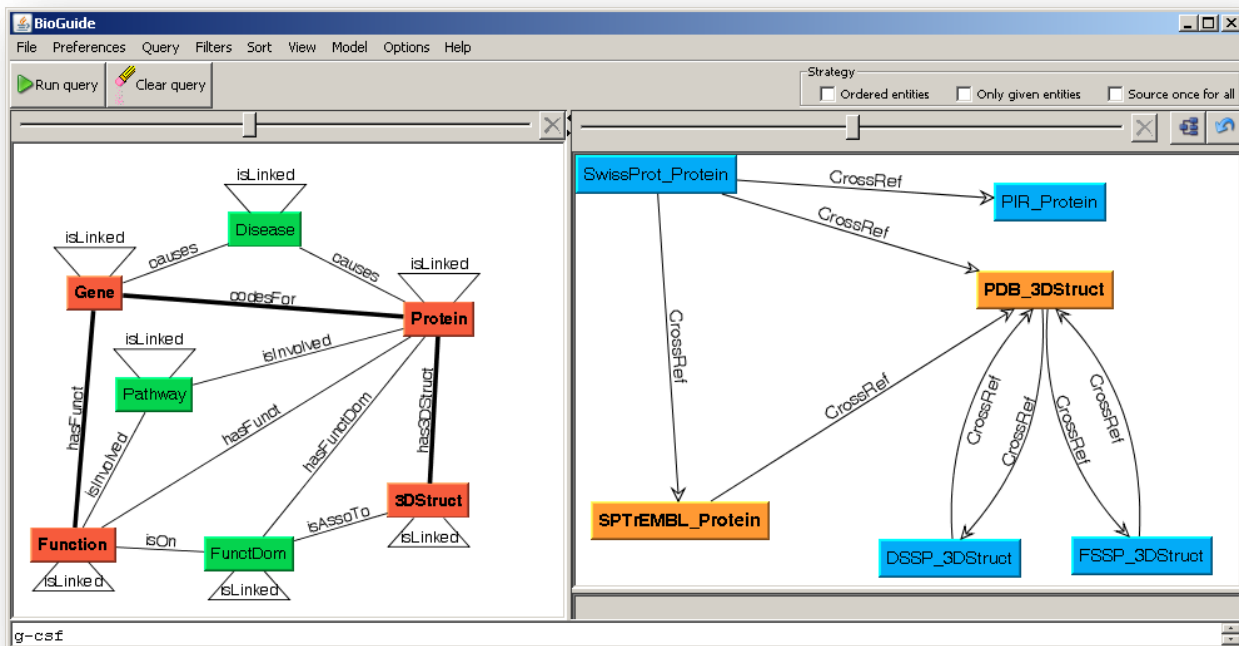 BioGuide
File Preferences Query Filters Sort View Model Options Help
Run query Clear query
Strategy
Ordered entities Only given entities Source once for all
isLinked
Disease
isLinked
causes
causes
isLinked
Gene
codesFor
Protein
isLinked
isInvolved
Pathway
hasFunct
isInvolved
hasFunct
hasFunctDom
has3DStruct
3DStruct
isLinked
isAssoTo
Function
isOn
FunctDom
isLinked
isLinked
SwissProt_Protein
CrossRef
PIR_Protein
CrossRef
PDB_3DStruct
CrossRef
CrossRef
CrossRef
CrossRef
CrossRef
CrossRef
SPTrEMBL_Protein
DSSP_3DStruct
FSSP_3DStruct
g-csf